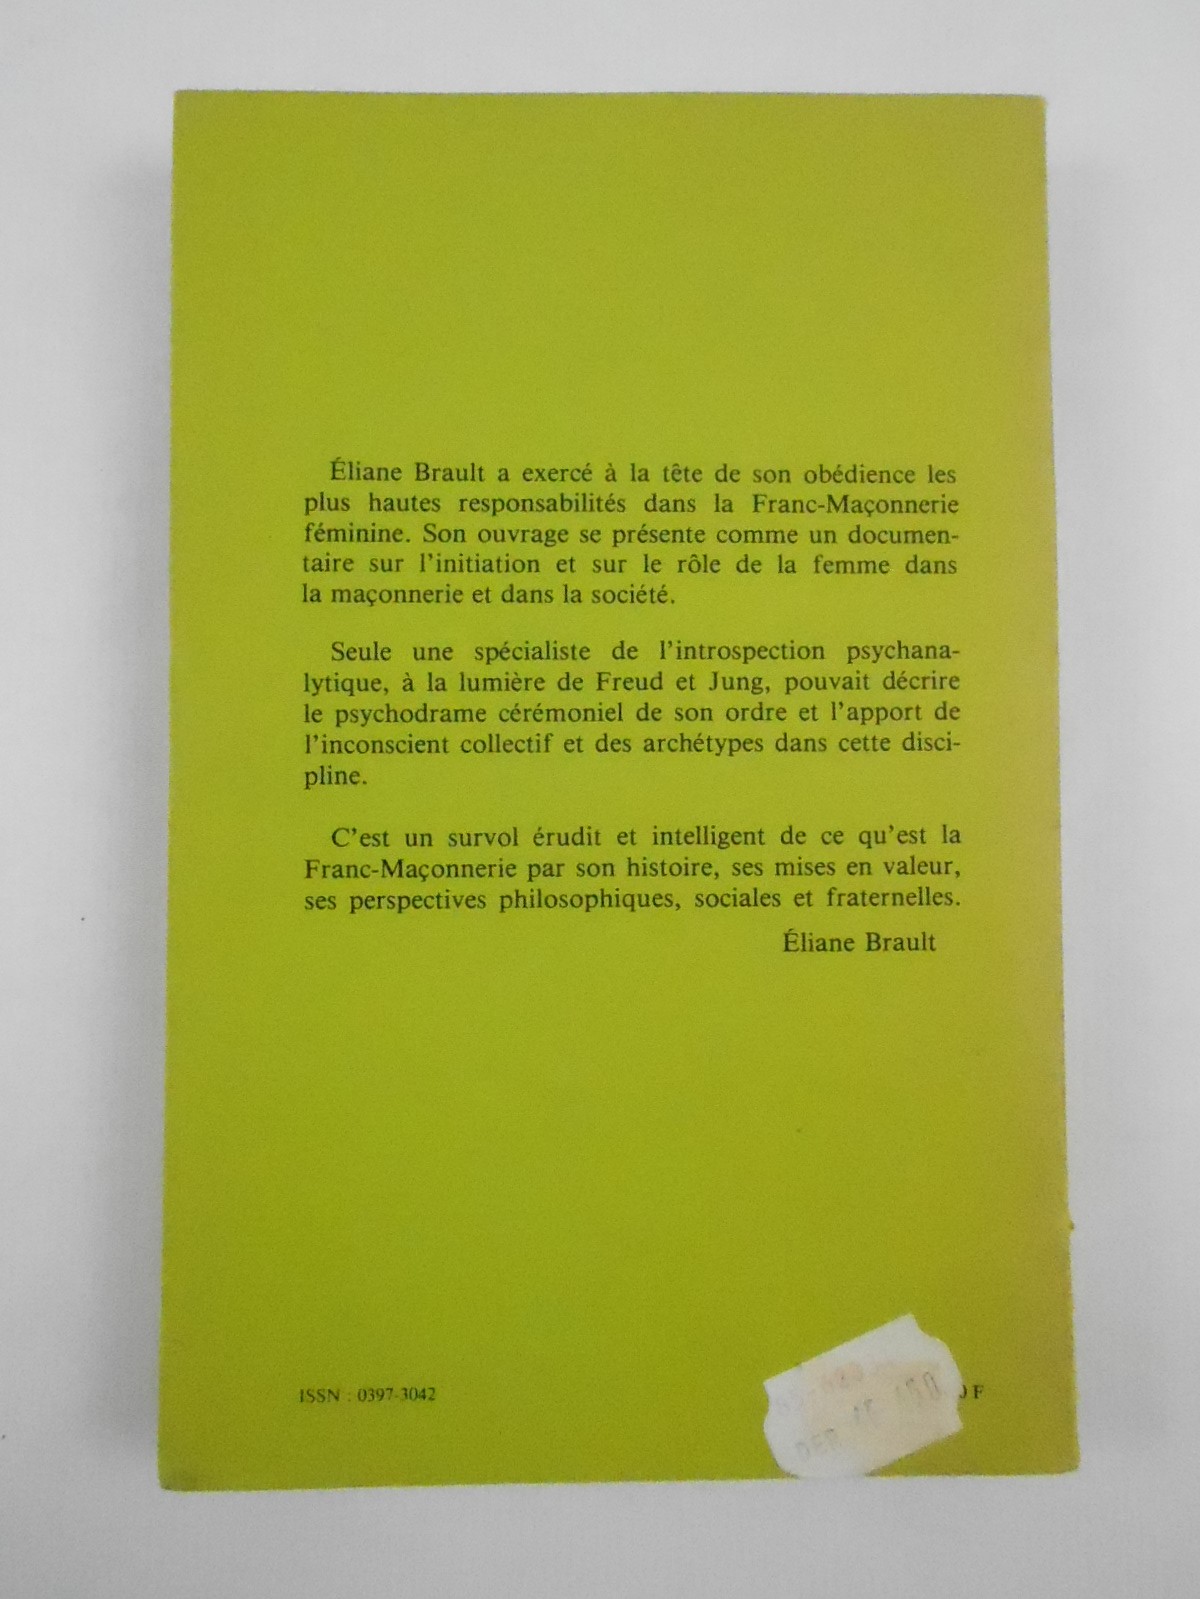 Éliane Brault a exercé à la tête de son obédience les
plus hautes responsabilités dans la Franc-Maçonnerie
féminine. Son ouvrage se présente comme un documen-
taire sur l'initiation et sur le rôle de la femme dans
la maçonnerie et dans la société.
Seule une spécialiste de l'introspection psychana-
lytique, à la lumière de Freud et Jung, pouvait décrire
le psychodrame cérémoniel de son ordre et l'apport de
l'inconscient collectif et des archétypes dans cette disci-
pline.
C'est un survol érudit et intelligent de ce qu'est la
Franc-Maçonnerie par son histoire, ses mises en valeur,
ses perspectives philosophiques, sociales et fraternelles.
Éliane Brault
ISSN : 0397-3042
F